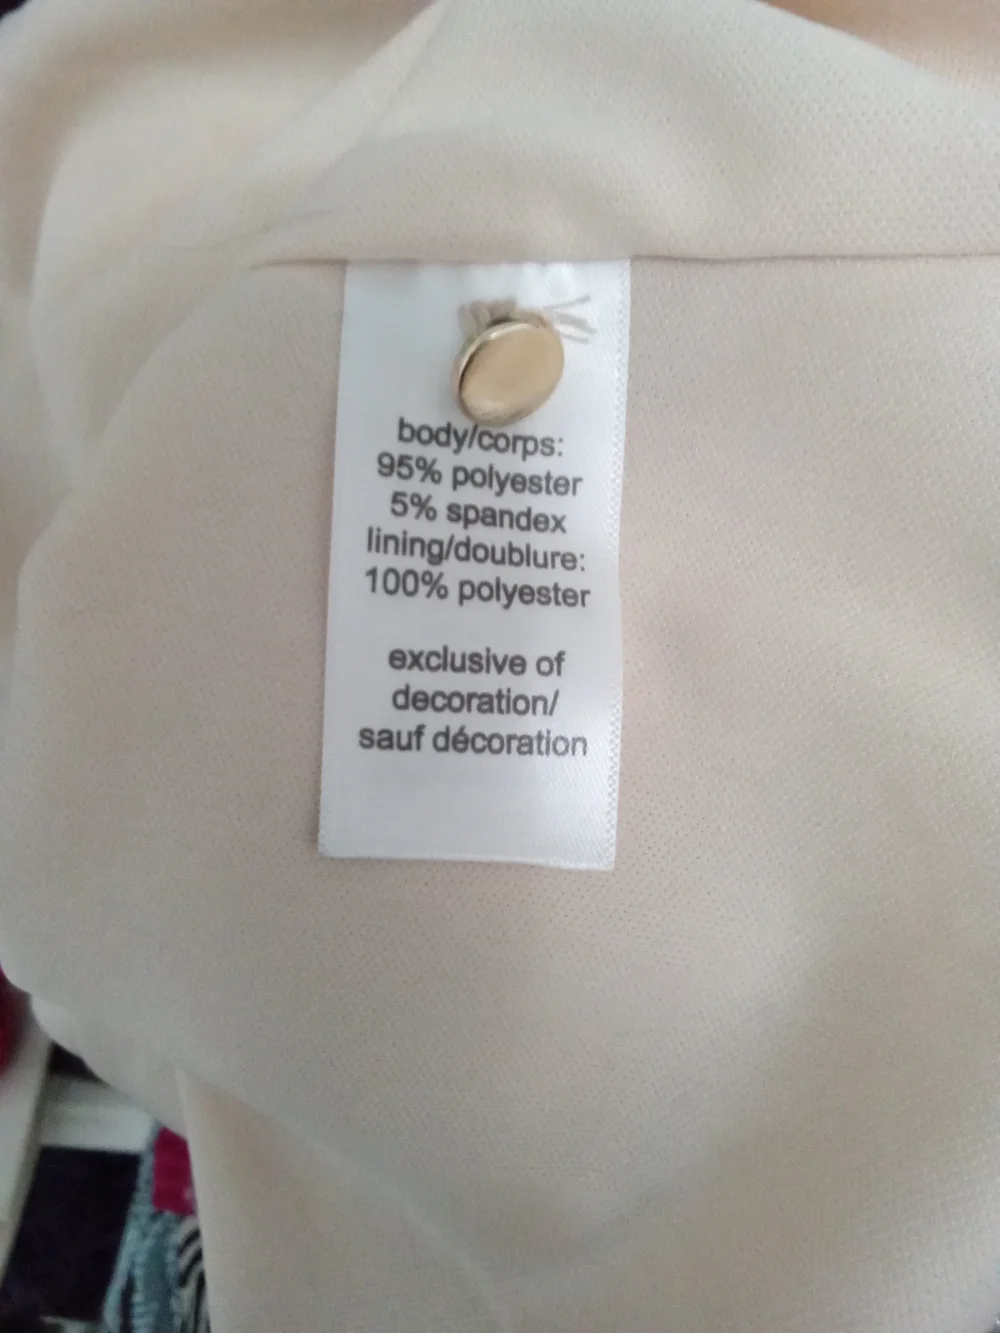 body/corps:
95% polyester
5% spandex
lining/doublure:
100% polyester
exclusive of
decoration/
sauf décoration